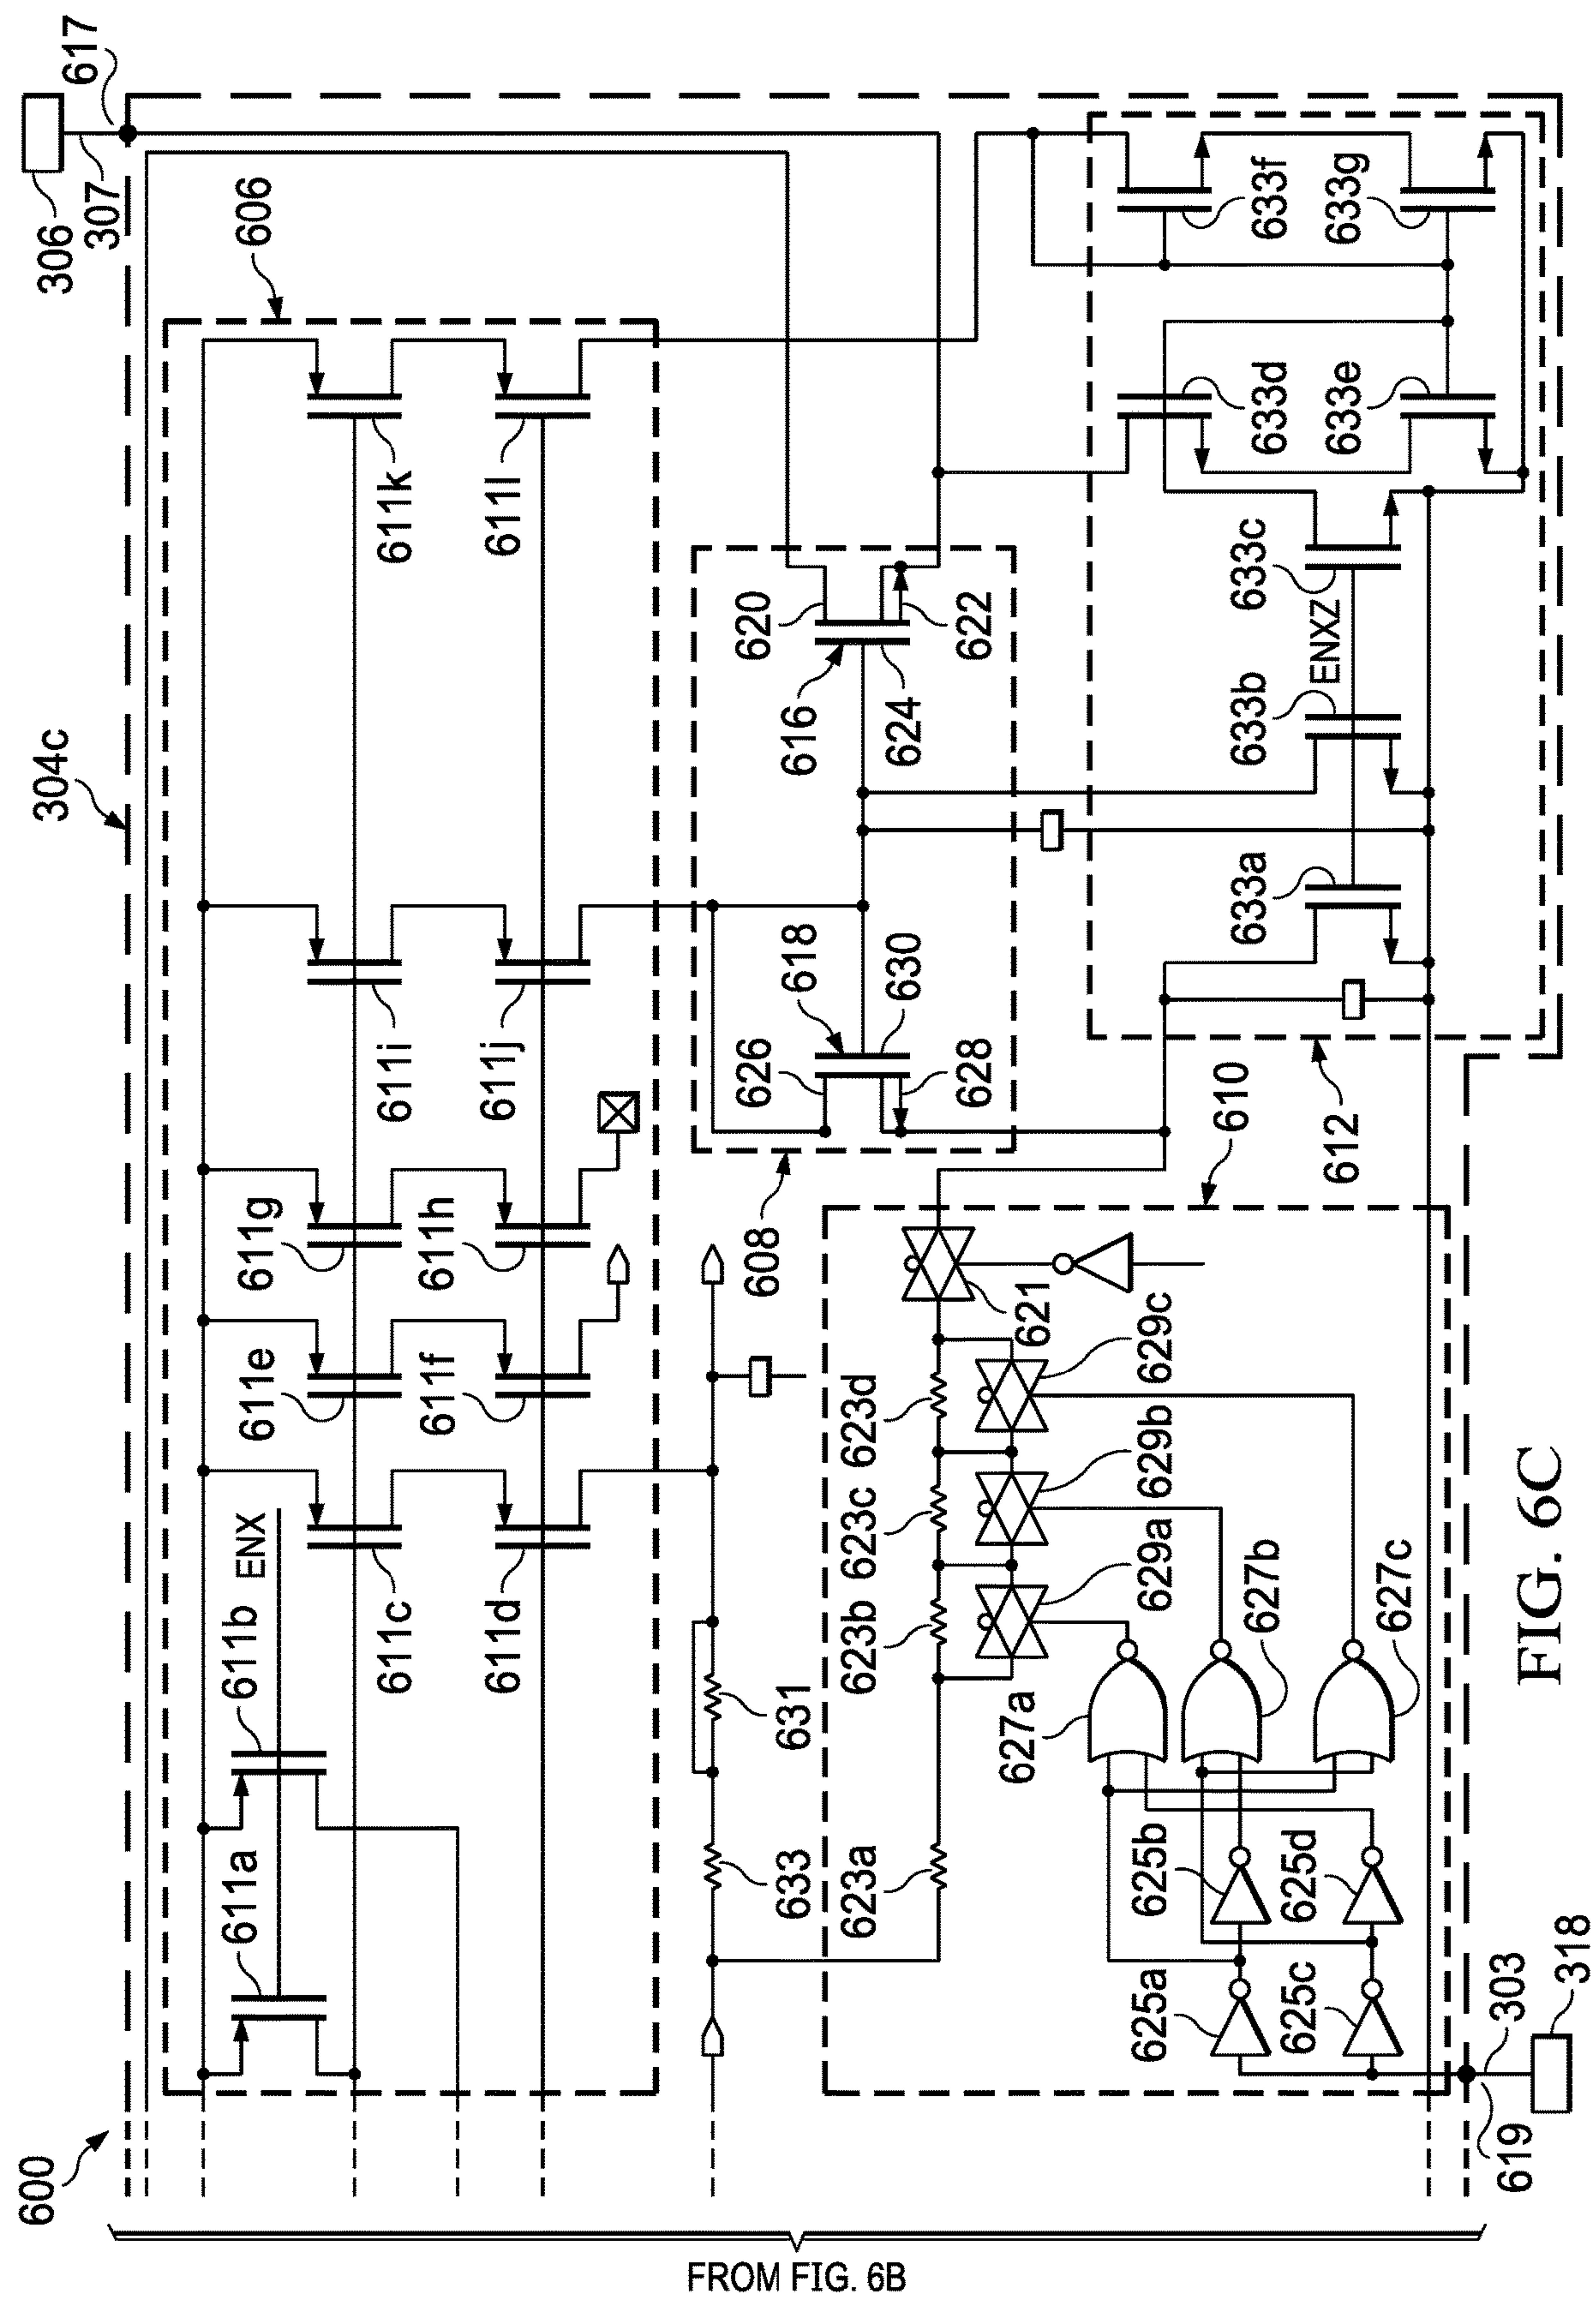 600
304c
306
307
617
606
611a
611b
ENX
611c
611d
611e
611f
611g
611h
611i
611j
611k
611l
633
631
608
626
618
630
628
616
620
624
622
610
612
621
623a
623b
623c
623d
629a
629b
629c
627a
627b
627c
625a
625b
625c
625d
633a
633b
ENXZ
633c
633d
633e
633f
633g
619
303
318
FROM FIG. 6B
FIG. 6C